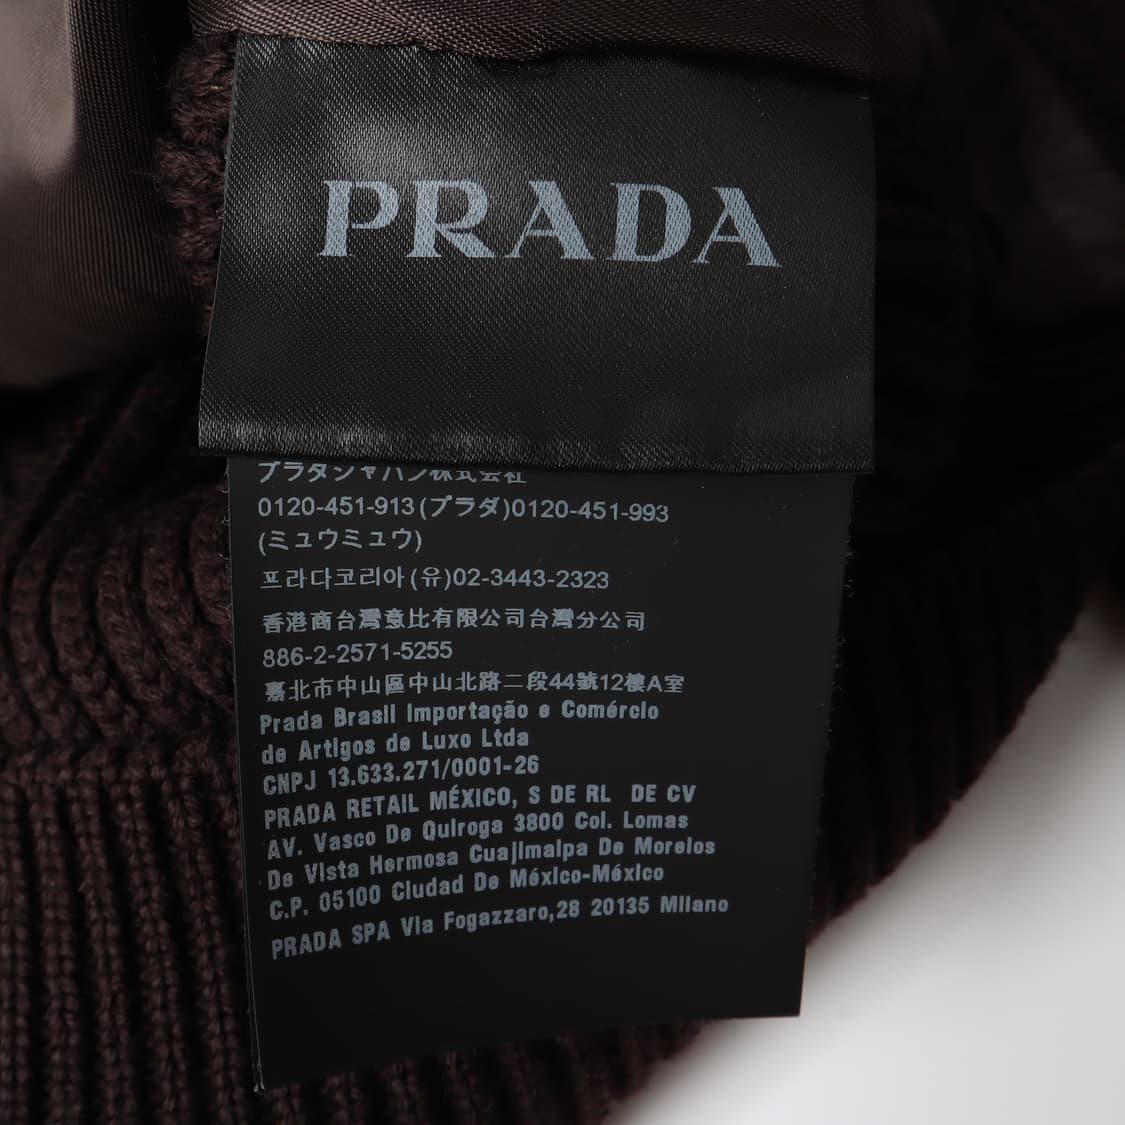 PRADA
プラダジャパン株式会社
0120-451-913(プラダ)0120-451-993
(ミュウミュウ)
프라다코리아(유)02-3443-2323
香港商台灣意比有限公司台灣分公司
886-2-2571-5255
臺北市中山區中山北路二段44號12樓A室
Prada Brasil Importação e Comércio
de Artigos de Luxo Ltda
CNPJ 13.633.271/0001-26
PRADA RETAIL MÉXICO, S DE RL DE CV
AV. Vasco De Quiroga 3800 Col. Lomas
De Vista Hermosa Cuajimalpa De Morelos
C.P. 05100 Ciudad De México-México
PRADA SPA Via Fogazzaro,28 20135 Milano